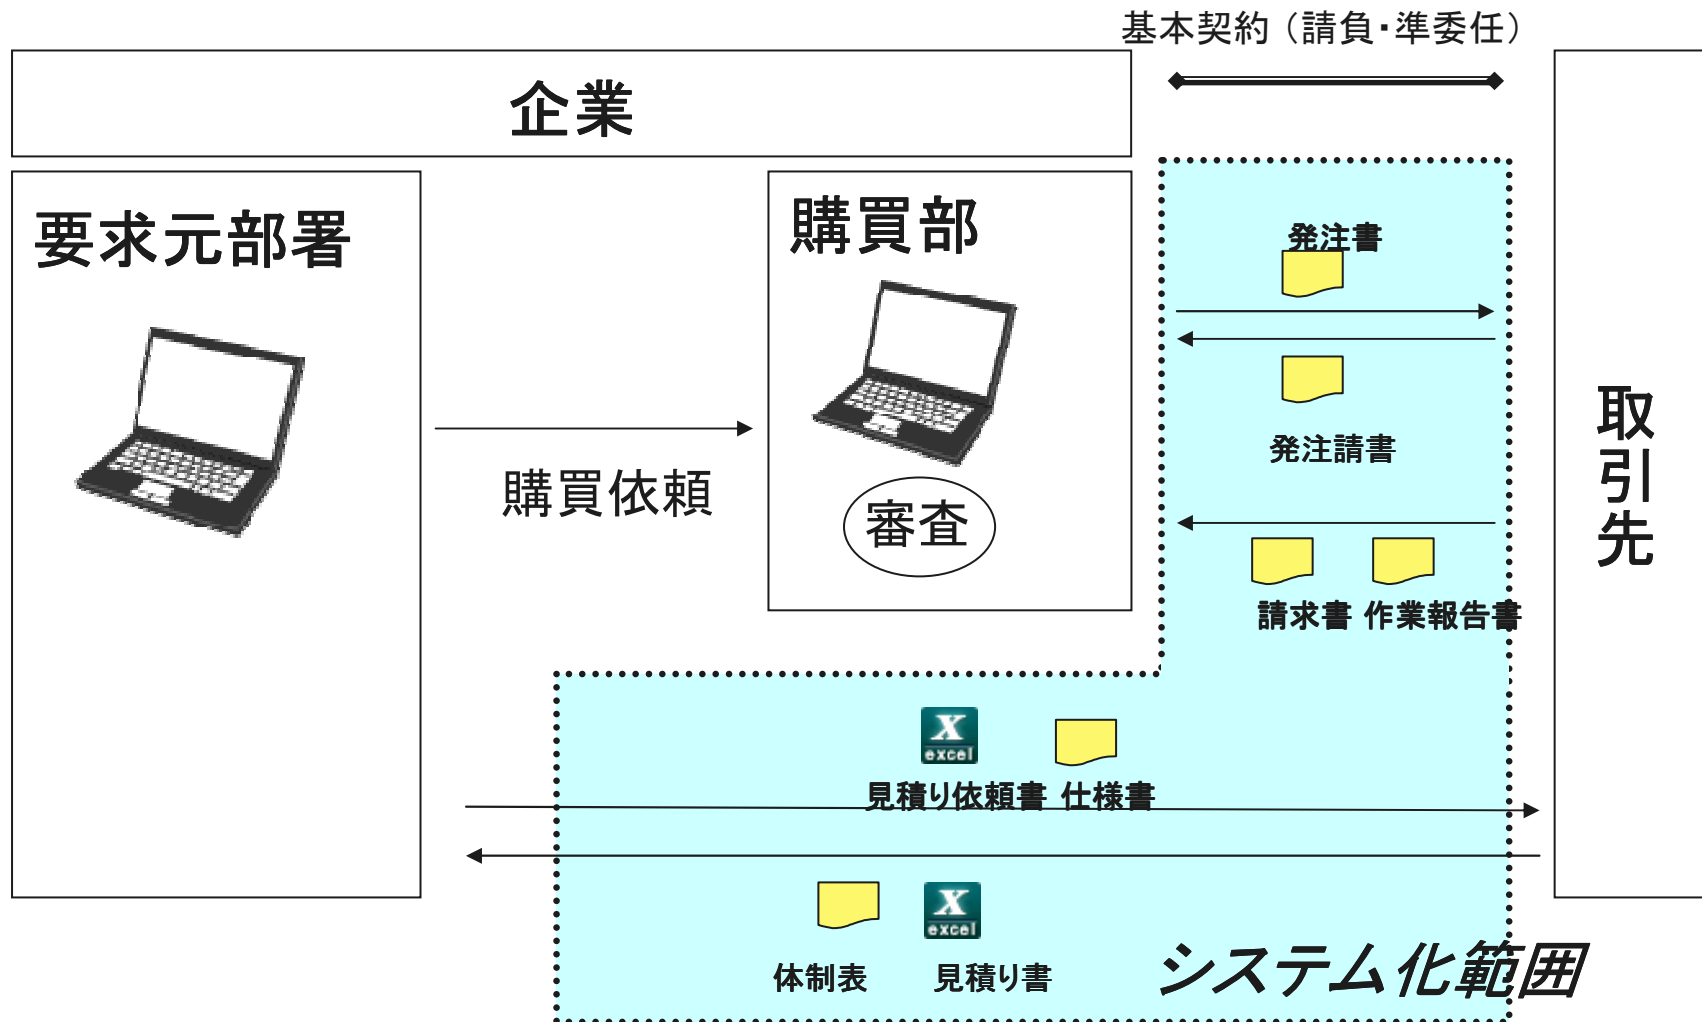 基本契約（請負・準委任）
企業
要求元部署
購買部
発注書
発注請書
購買依頼
審査
取引先
請求書 作業報告書
X
excel
見積り依頼書 仕様書
X
excel
体制表 見積り書
システム化範囲